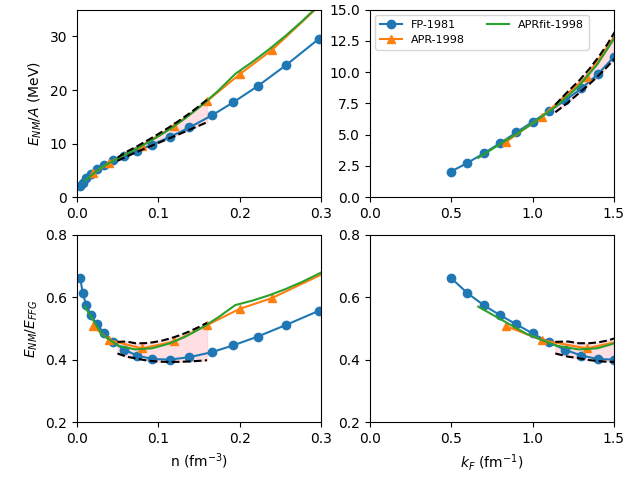 30
20
10
0
E_NM/A (MeV)
0.0 0.1 0.2 0.3
15.0
12.5
10.0
7.5
5.0
2.5
0.0
FP-1981 APRfit-1998
APR-1998
0.0 0.5 1.0 1.5
0.8
0.6
0.4
0.2
E_NM/E_FFG
0.0 0.1 0.2 0.3
n (fm⁻³)
0.8
0.6
0.4
0.2
0.0 0.5 1.0 1.5
k_F (fm⁻¹)